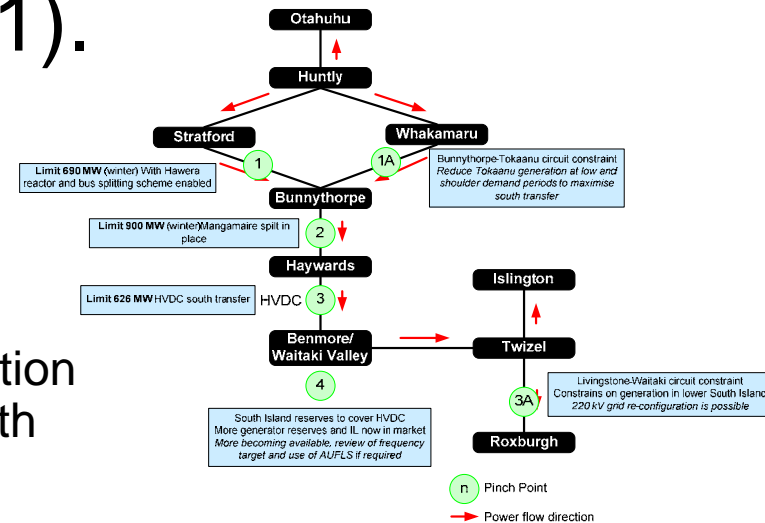 1).
Otahuhu
Huntly
Stratford
Whakamaru
1
1A
Limit 690 MW (winter) With Hawera
reactor and bus splitting scheme enabled
Bunnythorpe-Tokaanu circuit constraint
Reduce Tokaanu generation at low and
shoulder demand periods to maximise
south transfer
Bunnythorpe
Limit 900 MW (winter)Mangamaire spilt in
place
2
Haywards
Islington
Limit 626 MW HVDC south transfer
HVDC
3
Benmore/
Waitaki Valley
Twizel
tion
th
4
3A
Livingstone-Waitaki circuit constraint
Constrains on generation in lower South Island
220 kV grid re-configuration is possible
South Island reserves to cover HVDC
More generator reserves and IL now in market
More becoming available, review of frequency
target and use of AUFLS if required
Roxburgh
n Pinch Point
Power flow direction